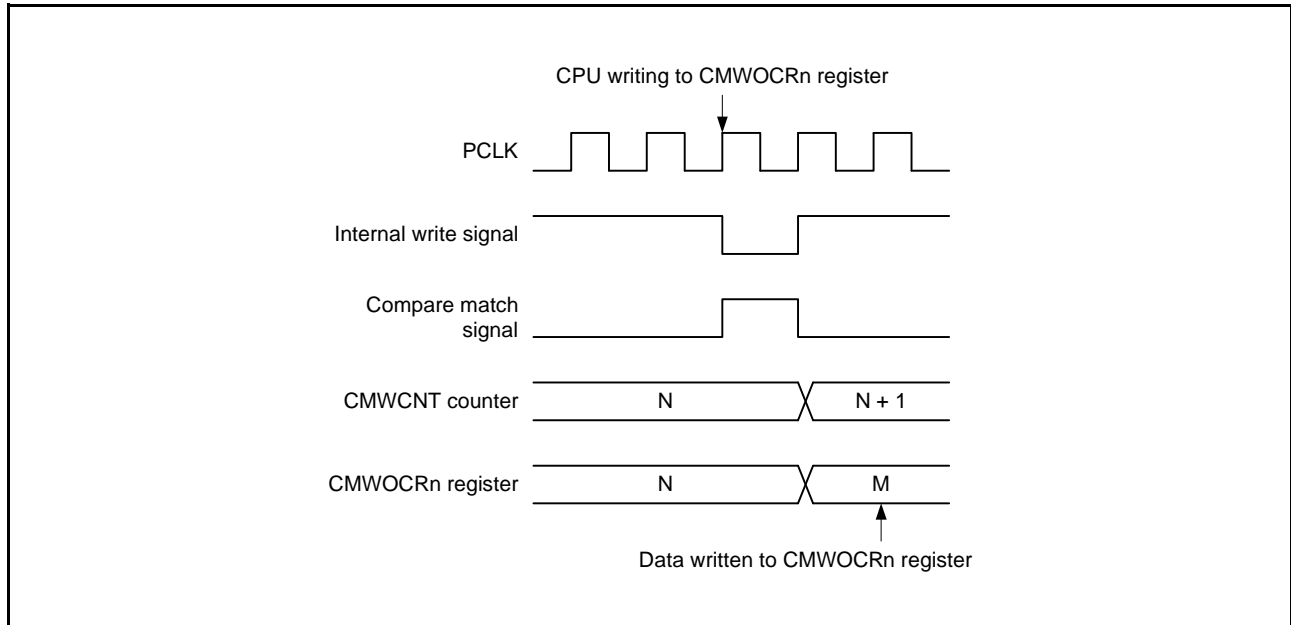 CPU writing to CMWOCRn register
PCLK
Internal write signal
Compare match
signal
CMWCNT counter
N
N + 1
CMWOCRn register
N
M
Data written to CMWOCRn register